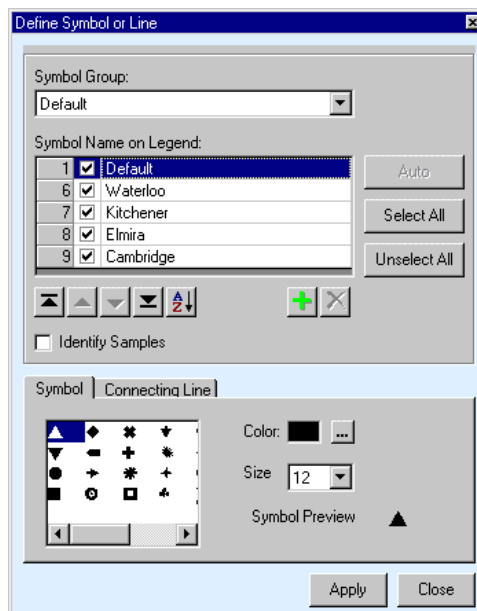 Define Symbol or Line
Symbol Group:
Default
Symbol Name on Legend:
1 Default
6 Waterloo
7 Kitchener
8 Elmira
9 Cambridge
Auto
Select All
Unselect All
A
Z
Identify Samples
Symbol
Connecting Line
Color:
...
Size
12
Symbol Preview
Apply
Close